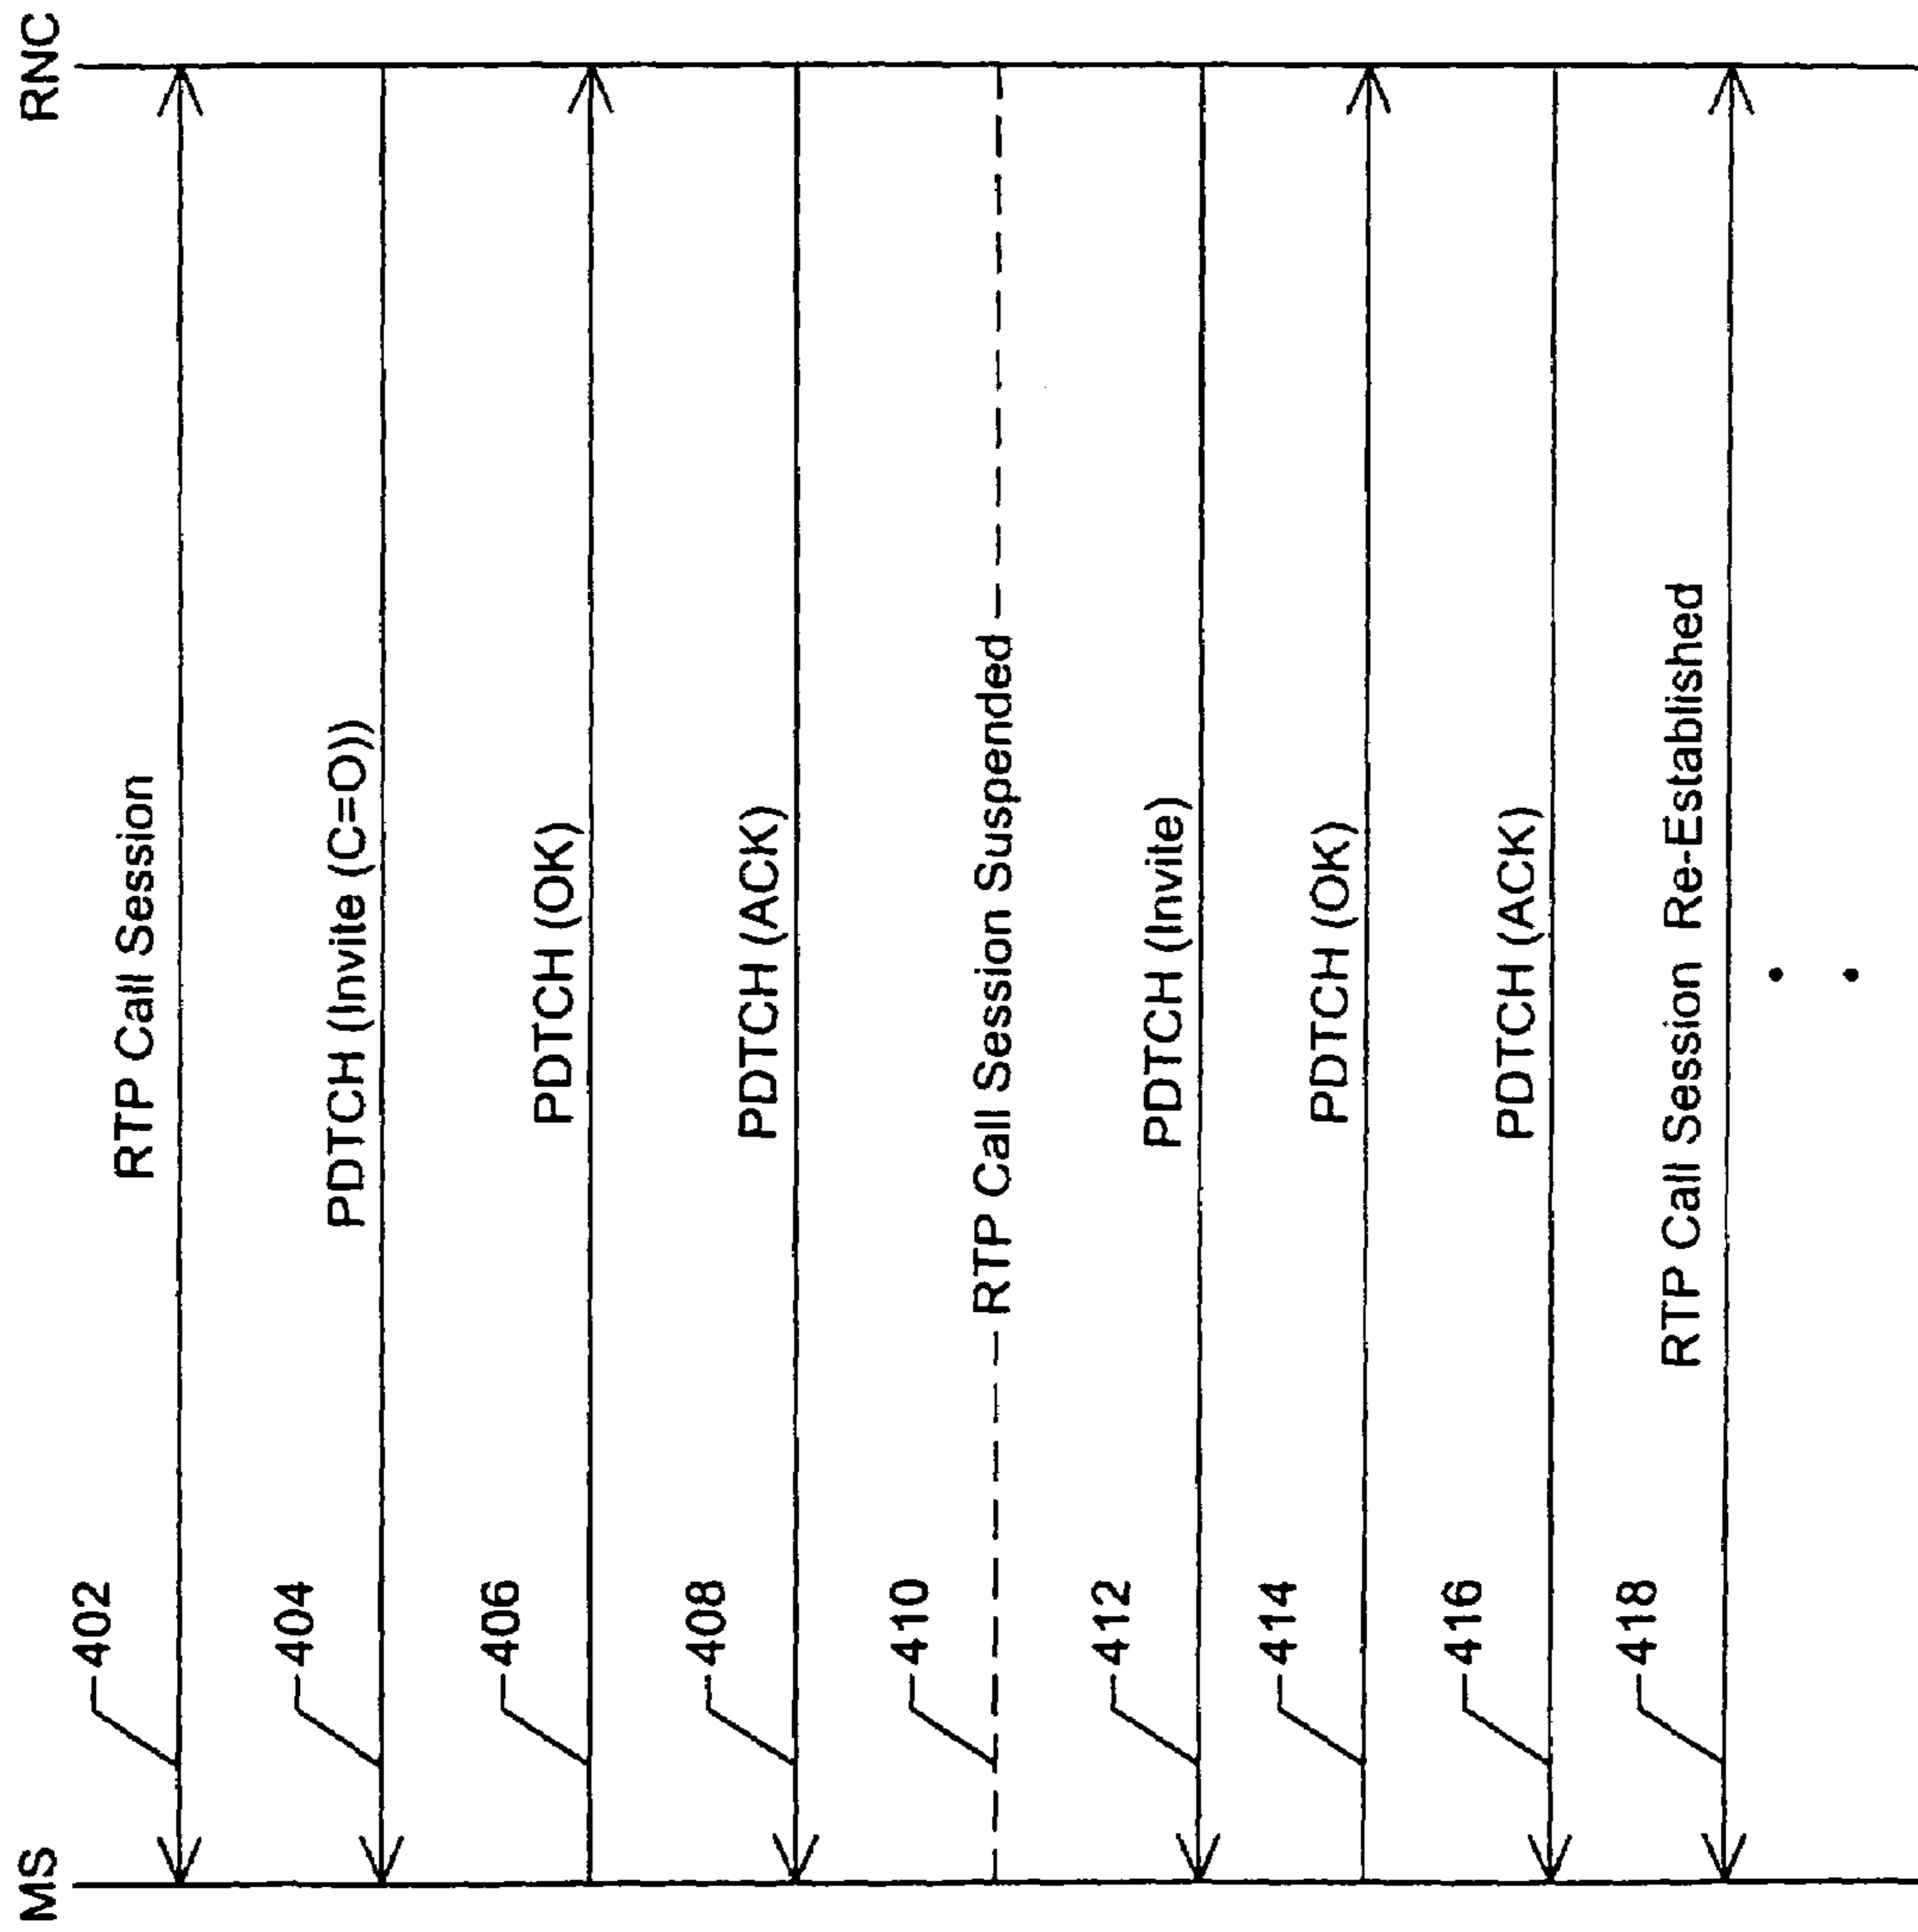 MS
RNC
402
RTP Call Session
404
PDTCH (Invite (C=O))
406
PDTCH (OK)
408
PDTCH (ACK)
410
RTP Call Session Suspended
412
PDTCH (Invite)
414
PDTCH (OK)
416
PDTCH (ACK)
418
RTP Call Session Re-Established